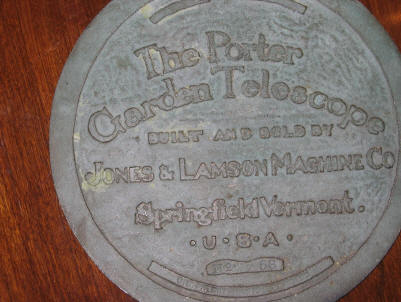 The Porter
Garden Telescope
BUILT AND SOLD BY
JONES & LAMSON MACHINE CO
Springfield Vermont.
· U · S · A ·